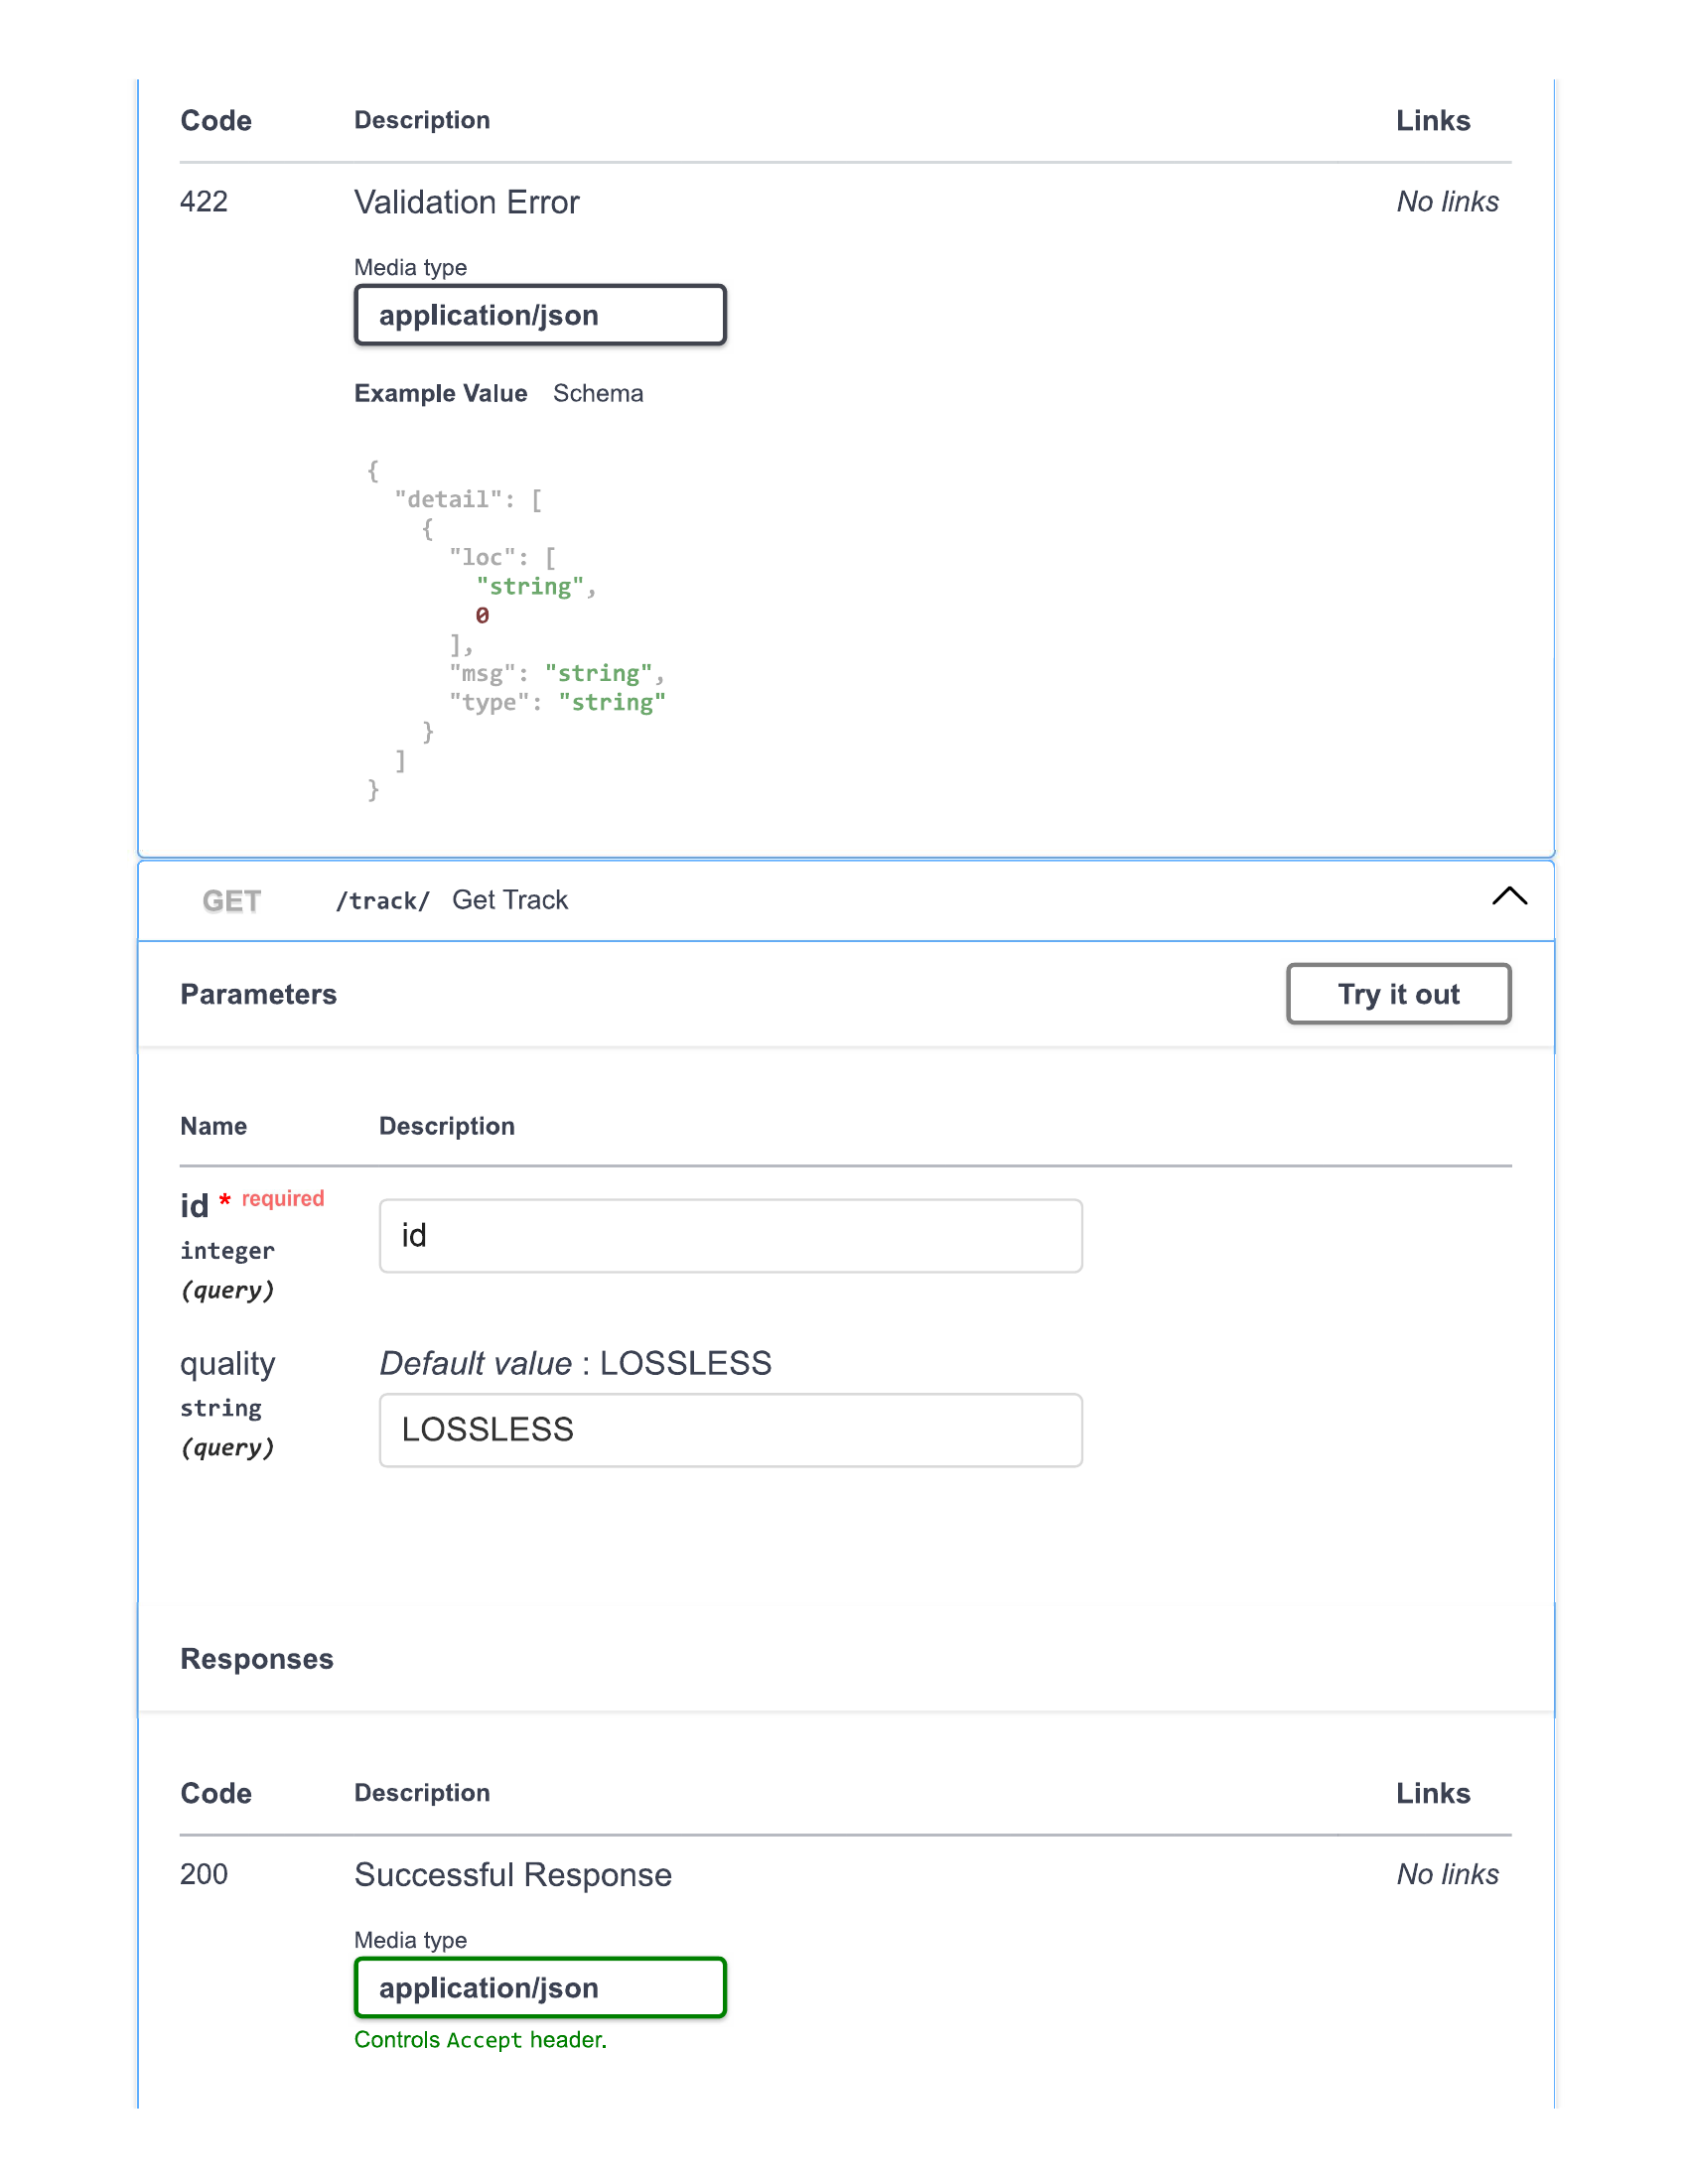 Code Description Links
422 Validation Error No links
Media type
application/json
Example Value Schema
{
  "detail": [
    {
      "loc": [
        "string",
        0
      ],
      "msg": "string",
      "type": "string"
    }
  ]
}
GET /track/ Get Track
Parameters Try it out
Name Description
id * required
id
integer
(query)
quality Default value : LOSSLESS
string
LOSSLESS
(query)
Responses
Code Description Links
200 Successful Response No links
Media type
application/json
Controls Accept header.